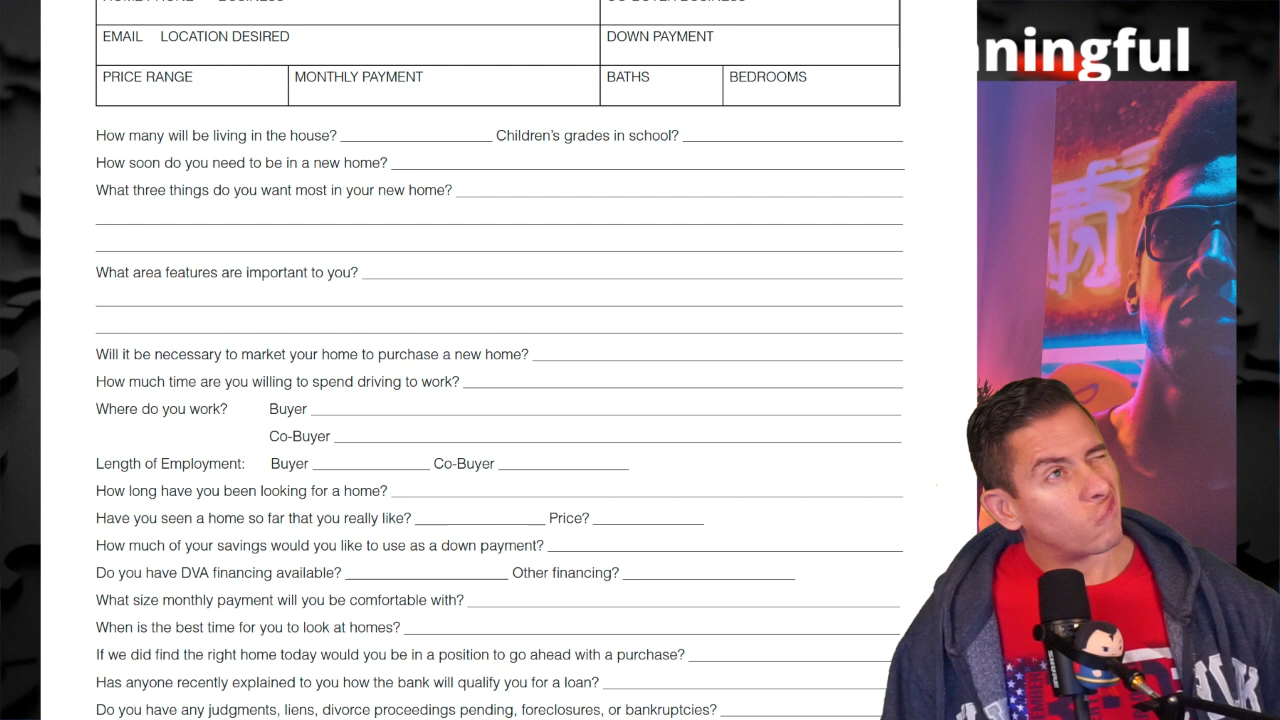 ningful
EMAIL LOCATION DESIRED DOWN PAYMENT
PRICE RANGE MONTHLY PAYMENT BATHS BEDROOMS
How many will be living in the house? Children's grades in school?
How soon do you need to be in a new home?
What three things do you want most in your new home?
What area features are important to you?
Will it be necessary to market your home to purchase a new home?
How much time are you willing to spend driving to work?
Where do you work? Buyer
Co-Buyer
Length of Employment: Buyer Co-Buyer
How long have you been looking for a home?
Have you seen a home so far that you really like? Price?
How much of your savings would you like to use as a down payment?
Do you have DVA financing available? Other financing?
What size monthly payment will you be comfortable with?
When is the best time for you to look at homes?
If we did find the right home today would you be in a position to go ahead with a purchase?
Has anyone recently explained to you how the bank will qualify you for a loan?
Do you have any judgments, liens, divorce proceedings pending, foreclosures, or bankruptcies?